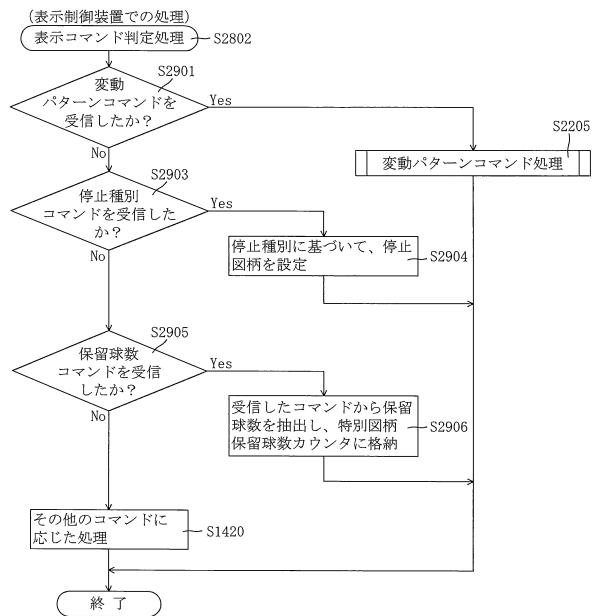 (表示制御装置での処理)
表示コマンド判定処理
S2802
S2901
変動
パターンコマンドを
受信したか？
Yes
No
S2205
変動パターンコマンド処理
S2903
停止種別
コマンドを受信した
か？
Yes
No
停止種別に基づいて、停止
図柄を設定
S2904
S2905
保留球数
コマンドを受信
したか？
Yes
No
受信したコマンドから保留
球数を抽出し、特別図柄
保留球数カウンタに格納
S2906
その他のコマンドに
応じた処理
S1420
終 了